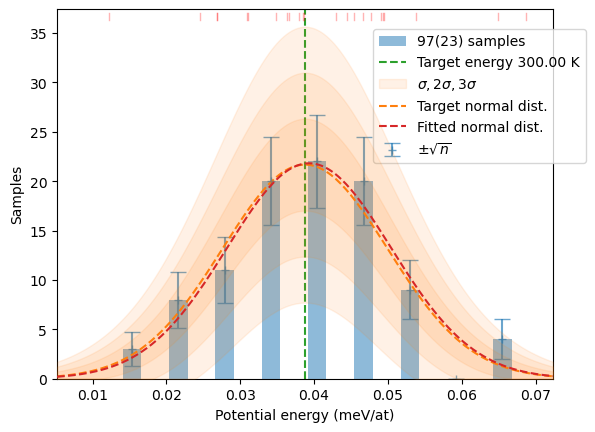 97(23) samples
Target energy 300.00 K
σ, 2σ, 3σ
Target normal dist.
Fitted normal dist.
±√n
Samples
35
30
25
20
15
10
5
0
0.01 0.02 0.03 0.04 0.05 0.06 0.07
Potential energy (meV/at)